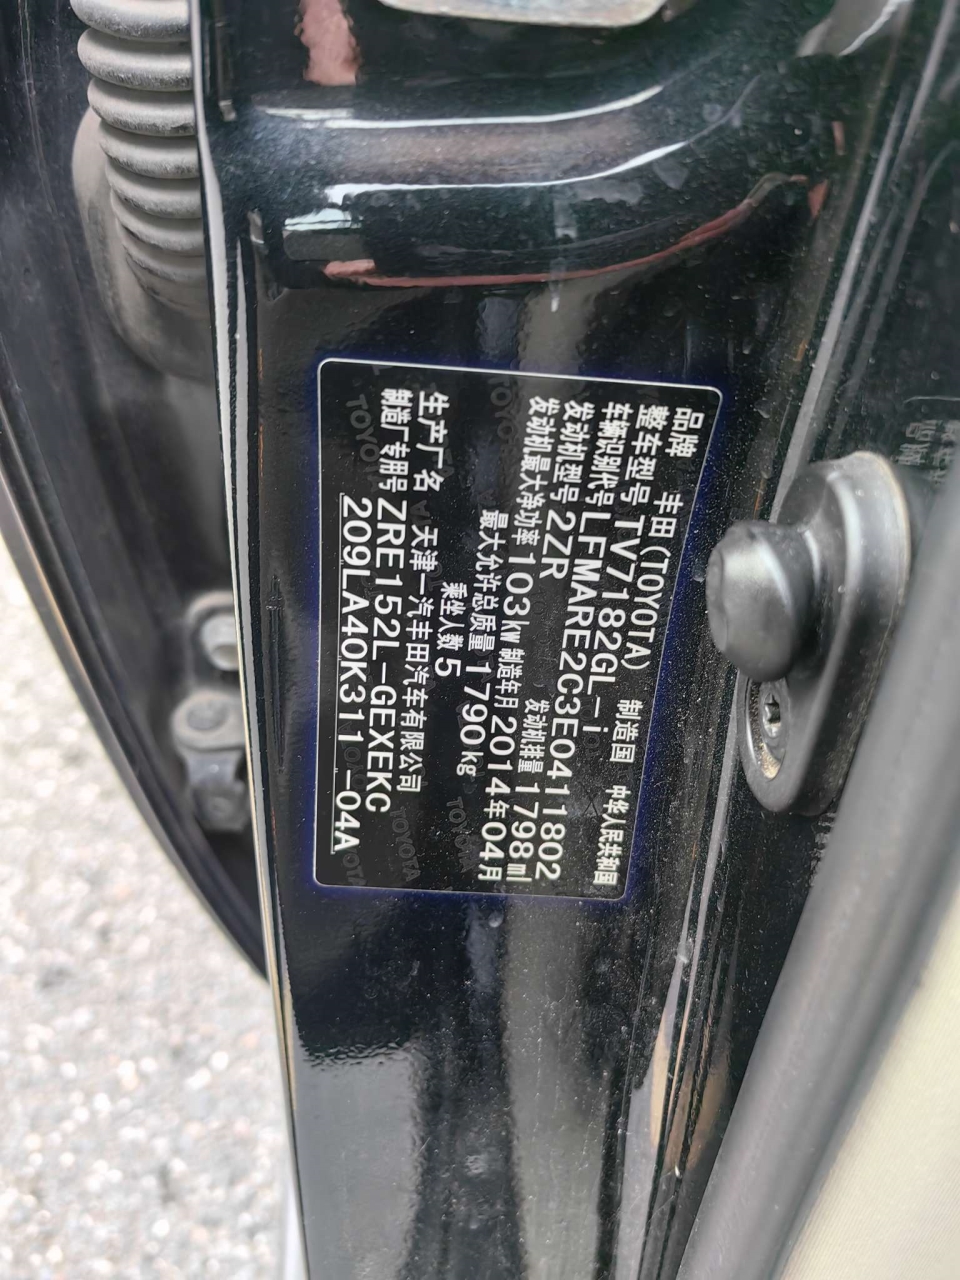 品牌 丰田(TOYOTA) 制造国 中华人民共和国
整车型号 TV7182GL-i
车辆识别代号 LFMARE2C3E0411802
发动机型号 2ZR 发动机排量 1798ml
发动机最大净功率 103kw 制造年月 2014年04月
最大允许总质量 1790kg
乘坐人数 5
生产厂名 天津一汽丰田汽车有限公司
制造厂专用号 ZRE152L-GEXEKC
209LA40K311-04A